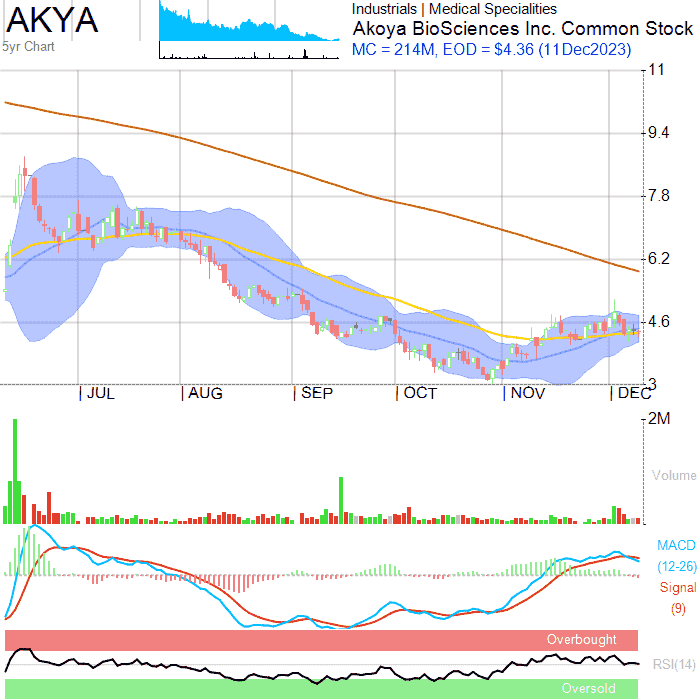 AKYA
5yr Chart
Industrials | Medical Specialities
Akoya BioSciences Inc. Common Stock
MC = 214M, EOD = $4.36 (11Dec2023)
11
9.4
7.8
6.2
4.6
3
JUL AUG SEP OCT NOV DEC
2M
Volume
MACD
(12-26)
Signal
(9)
Overbought
RSI(14)
Oversold